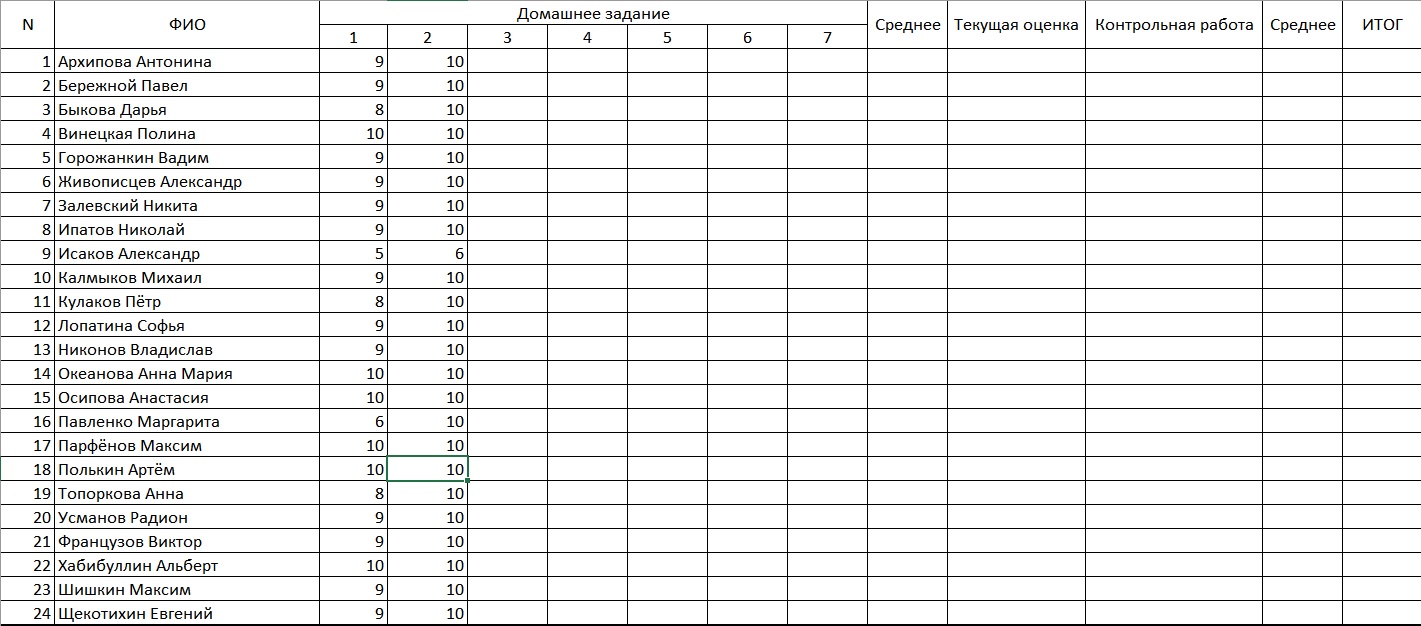 N ФИО Домашнее задание Среднее Текущая оценка Контрольная работа Среднее ИТОГ
1 2 3 4 5 6 7
1 Архипова Антонина 9 10
2 Бережной Павел 9 10
3 Быкова Дарья 8 10
4 Винецкая Полина 10 10
5 Горожанкин Вадим 9 10
6 Живописцев Александр 9 10
7 Залевский Никита 9 10
8 Ипатов Николай 9 10
9 Исаков Александр 5 6
10 Калмыков Михаил 9 10
11 Кулаков Пётр 8 10
12 Лопатина Софья 9 10
13 Никонов Владислав 9 10
14 Океанова Анна Мария 10 10
15 Осипова Анастасия 10 10
16 Павленко Маргарита 6 10
17 Парфёнов Максим 10 10
18 Полькин Артём 10 10
19 Топоркова Анна 8 10
20 Усманов Радион 9 10
21 Французов Виктор 9 10
22 Хабибуллин Альберт 10 10
23 Шишкин Максим 9 10
24 Щекотихин Евгений 9 10